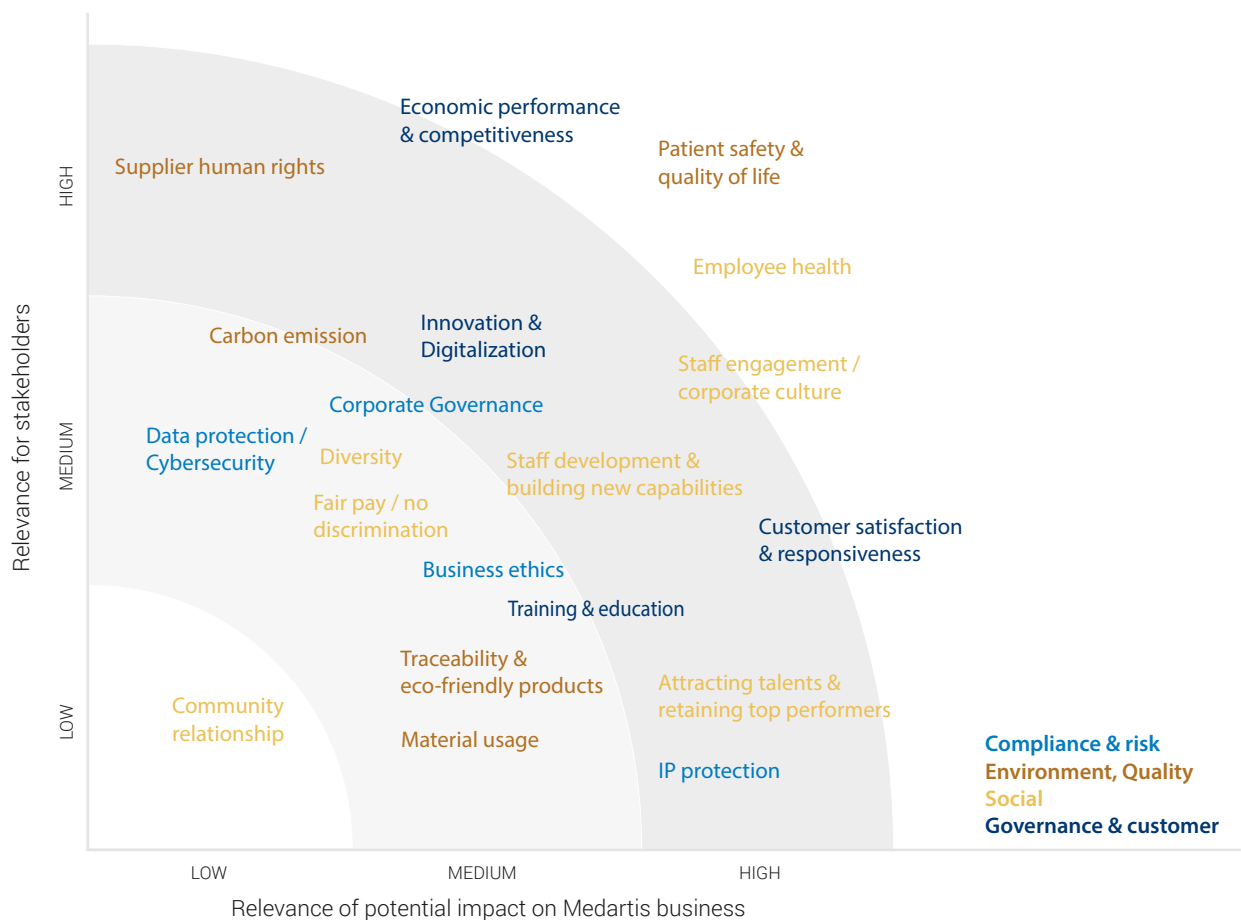 Economic performance
& competitiveness
Patient safety &
quality of life
Supplier human rights
HIGH
Employee health
Innovation &
Digitalization
Carbon emission
Staff engagement /
corporate culture
Corporate Governance
Relevance for stakeholders
MEDIUM
Data protection /
Cybersecurity
Diversity
Staff development &
building new capabilities
Fair pay / no
discrimination
Customer satisfaction
& responsiveness
Business ethics
Training & education
Traceability &
eco-friendly products
Attracting talents &
retaining top performers
LOW
Community
relationship
Material usage
IP protection
Compliance & risk
Environment, Quality
Social
Governance & customer
LOW
MEDIUM
HIGH
Relevance of potential impact on Medartis business